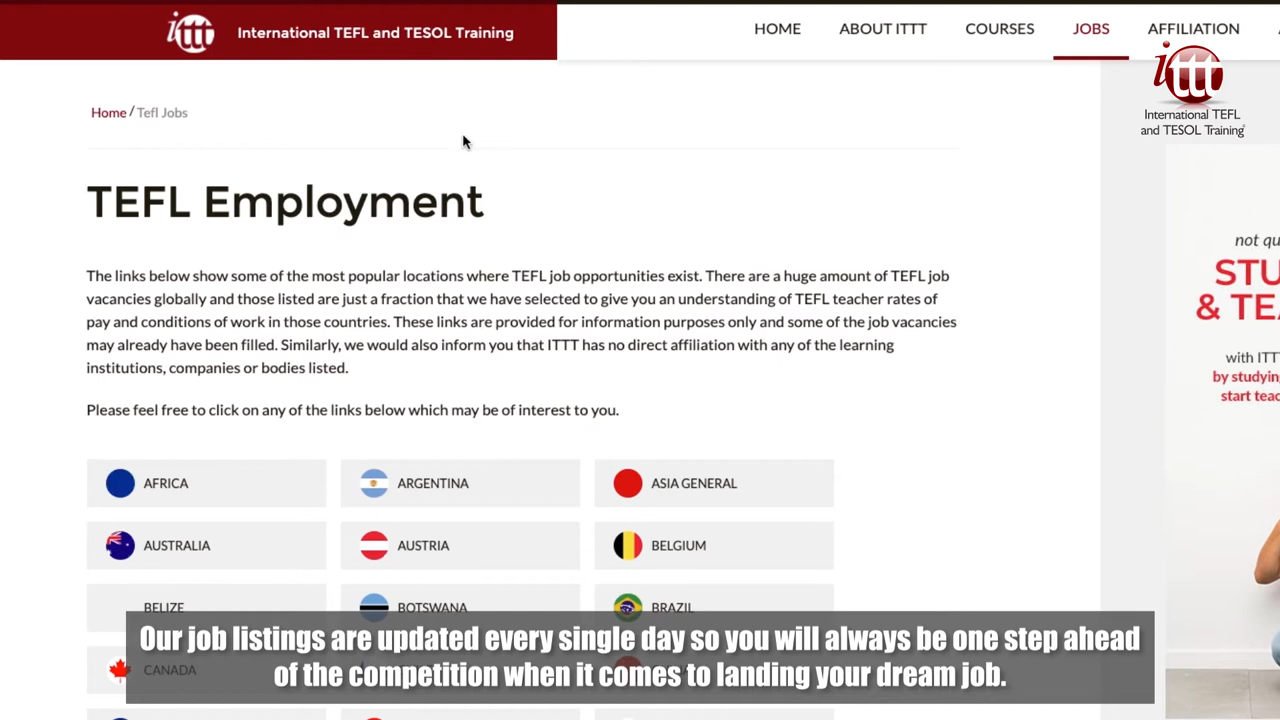 ittt International TEFL and TESOL Training
HOME ABOUT ITTT COURSES JOBS AFFILIATION
ittt
International TEFL
and TESOL Training
Home / Tefl Jobs
TEFL Employment
The links below show some of the most popular locations where TEFL job opportunities exist. There are a huge amount of TEFL job
vacancies globally and those listed are just a fraction that we have selected to give you an understanding of TEFL teacher rates of
pay and conditions of work in those countries. These links are provided for information purposes only and some of the job vacancies
may already have been filled. Similarly, we would also inform you that ITTT has no direct affiliation with any of the learning
institutions, companies or bodies listed.
Please feel free to click on any of the links below which may be of interest to you.
not qu
STU
& TEA
with ITT
by studying
start teac
AFRICA ARGENTINA ASIA GENERAL
AUSTRALIA AUSTRIA BELGIUM
BELIZE BOTSWANA BRAZIL
CANADA
Our job listings are updated every single day so you will always be one step ahead
of the competition when it comes to landing your dream job.